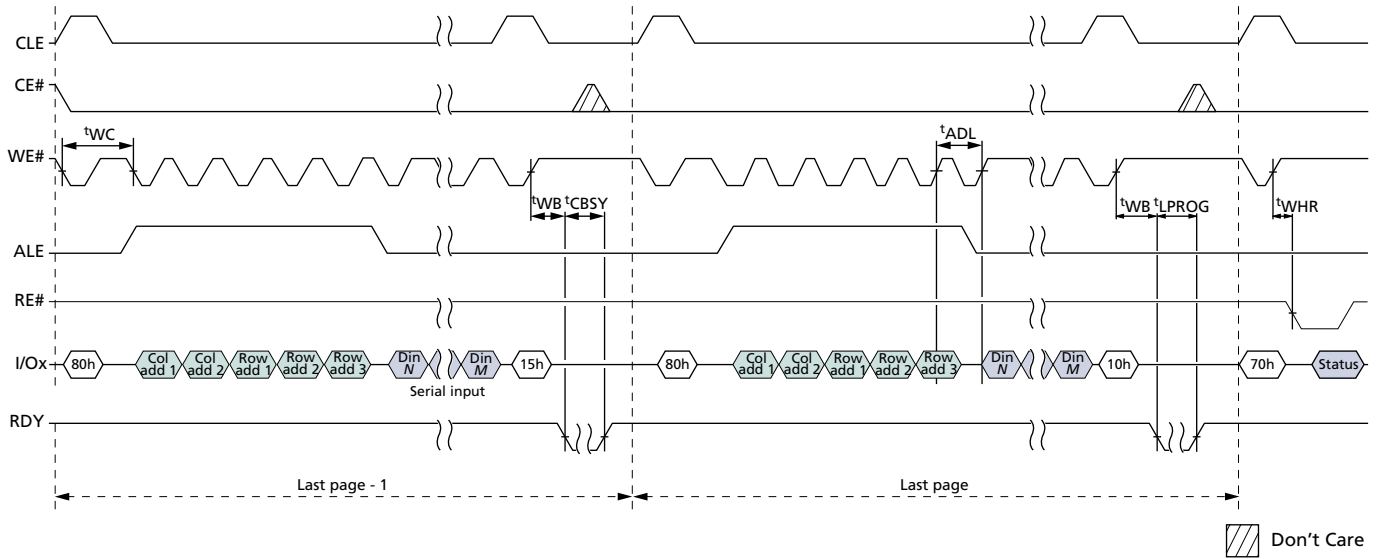 CLE
CE#
tWC
tADL
WE#
tWB tCBSY
tWB tLPROG
tWHR
ALE
RE#
I/Ox
80h
Col add 1
Col add 2
Row add 1
Row add 2
Row add 3
Din N
Din M
15h
80h
Col add 1
Col add 2
Row add 1
Row add 2
Row add 3
Din N
Din M
10h
70h
Status
Serial input
RDY
Last page - 1
Last page
Don't Care